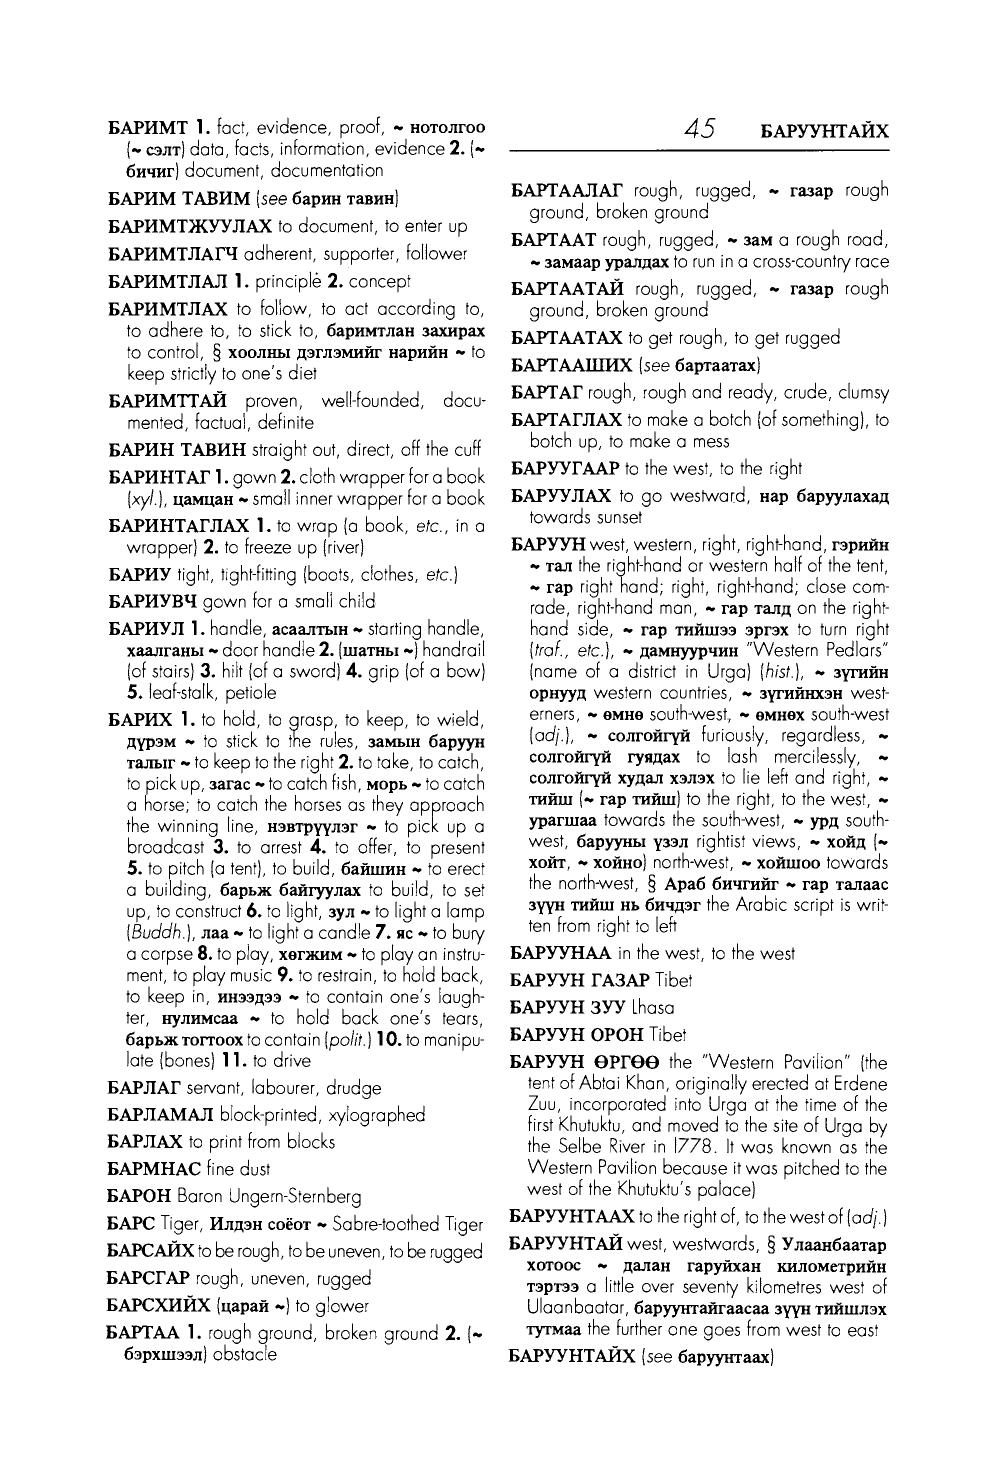 БАРИМТ 1. fact, evidence, proof, ~ нотолгоо
(~ сэлт) data, facts, information, evidence 2. (~
бичиг) document, documentation
БАРИМ ТАВИМ (see барин тавин)
БАРИМТЖУУЛАХ to document, to enter up
БАРИМТЛАГЧ adherent, supporter, follower
БАРИМТЛАЛ 1. principle 2. concept
БАРИМТЛАХ to follow, to act according to,
to adhere to, to stick to, баримтлан захирах
to control, § хоолны дэглэмийг нарийн ~ to
keep strictly to one's diet
БАРИМТТАЙ proven, well-founded, docu-
mented, factual, definite
БАРИН ТАВИН straight out, direct, off the cuff
БАРИНТАГ 1. gown 2. cloth wrapper for a book
(xyl.), цамцан ~ small inner wrapper for a book
БАРИНТАГЛАХ 1. to wrap (a book, etc., in a
wrapper) 2. to freeze up (river)
БАРИУ tight, tight-fitting (boots, clothes, etc.)
БАРИУВЧ gown for a small child
БАРИУЛ 1. handle, асаалтын ~ starting handle,
хаалганы ~ door handle 2. (шатны ~) handrail
(of stairs) 3. hilt (of a sword) 4. grip (of a bow)
5. leaf-stalk, petiole
БАРИХ 1. to hold, to grasp, to keep, to wield,
дүрэм ~ to stick to the rules, замын баруун
талыг ~ to keep to the right 2. to take, to catch,
to pick up, загас ~ to catch fish, морь ~ to catch
a horse; to catch the horses as they approach
the winning line, нэвтрүүлэг ~ to pick up a
broadcast 3. to arrest 4. to offer, to present
5. to pitch (a tent), to build, байшин ~ to erect
a building, барьж байгуулах to build, to set
up, to construct 6. to light, зул ~ to light a lamp
(Buddh.), лаа ~ to light a candle 7. яс ~ to bury
a corpse 8. to play, хөгжим ~ to play an instru-
ment, to play music 9. to restrain, to hold back,
to keep in, инээдээ ~ to contain one's laugh-
ter, нулимсаа ~ to hold back one's tears,
барьж тогтоох to contain (polit.) 10. to manipu-
late (bones) 11. to drive
БАРЛАГ servant, labourer, drudge
БАРЛАМАЛ block-printed, xylographed
БАРЛАХ to print from blocks
БАРМНАС fine dust
БАРОН Baron Ungern-Sternberg
БАРС Tiger, Илдэн соёот ~ Sabre-toothed Tiger
БАРСАЙХ to be rough, to be uneven, to be rugged
БАРСГАР rough, uneven, rugged
БАРСХИЙХ (царай ~) to glower
БАРТАА 1. rough ground, broken ground 2. (~
бэрхшээл) obstacle
45 БАРУУНТАЙХ
БАРТААЛАГ rough, rugged, ~ газар rough
ground, broken ground
БАРТААТ rough, rugged, ~ зам a rough road,
~ замаар уралдах to run in a cross-country race
БАРТААТАЙ rough, rugged, ~ газар rough
ground, broken ground
БАРТААТАХ to get rough, to get rugged
БАРТААШИХ (see бартаатах)
БАРТАГ rough, rough and ready, crude, clumsy
БАРТАГЛАХ to make a botch (of something), to
botch up, to make a mess
БАРУУГААР to the west, to the right
БАРУУЛАХ to go westward, нар баруулахад
towards sunset
БАРУУН west, western, right, right-hand, гэрийн
~ тал the right-hand or western half of the tent,
~ гар right hand; right, right-hand; close com-
rade, right-hand man, ~ гар талд on the right-
hand side, ~ гар тийшээ эргэх to turn right
(traf., etc.), ~ дамнуурчин "Western Pedlars"
(name of a district in Urga) (hist.), ~ зүгийн
орнууд western countries, ~ зүгийнхэн west-
erners, ~ өмнө south-west, ~ өмнөх south-west
(adj.), ~ солгойгүй furiously, regardless, ~
солгойгүй гуядах to lash mercilessly, ~
солгойгүй худал хэлэх to lie left and right, ~
тийш (~ гар тийш) to the right, to the west, ~
урагшаа towards the south-west, ~ урд south-
west, барууны үзэл rightist views, ~ хойд (~
хойт, ~ хойно) north-west, ~ хойшоо towards
the north-west, § Араб бичгийг ~ гар талаас
зүүн тийш нь бичдэг the Arabic script is writ-
ten from right to left
БАРУУНАА in the west, to the west
БАРУУН ГАЗАР Tibet
БАРУУН ЗУУ Lhasa
БАРУУН ОРОН Tibet
БАРУУН ӨРГӨӨ the "Western Pavilion" (the
tent of Abtai Khan, originally erected at Erdene
Zuu, incorporated into Urga at the time of the
first Khutuktu, and moved to the site of Urga by
the Selbe River in 1778. It was known as the
Western Pavilion because it was pitched to the
west of the Khutuktu's palace)
БАРУУНТААХ to the right of, to the west of (adj.)
БАРУУНТАЙ west, westwards, § Улаанбаатар
хотоос ~ далан гаруйхан километрийн
тэртээ a little over seventy kilometres west of
Ulaanbaatar, баруунтайгаасаа зүүн тийшлэх
тутмаа the further one goes from west to east
БАРУУНТАЙХ (see баруунтаах)